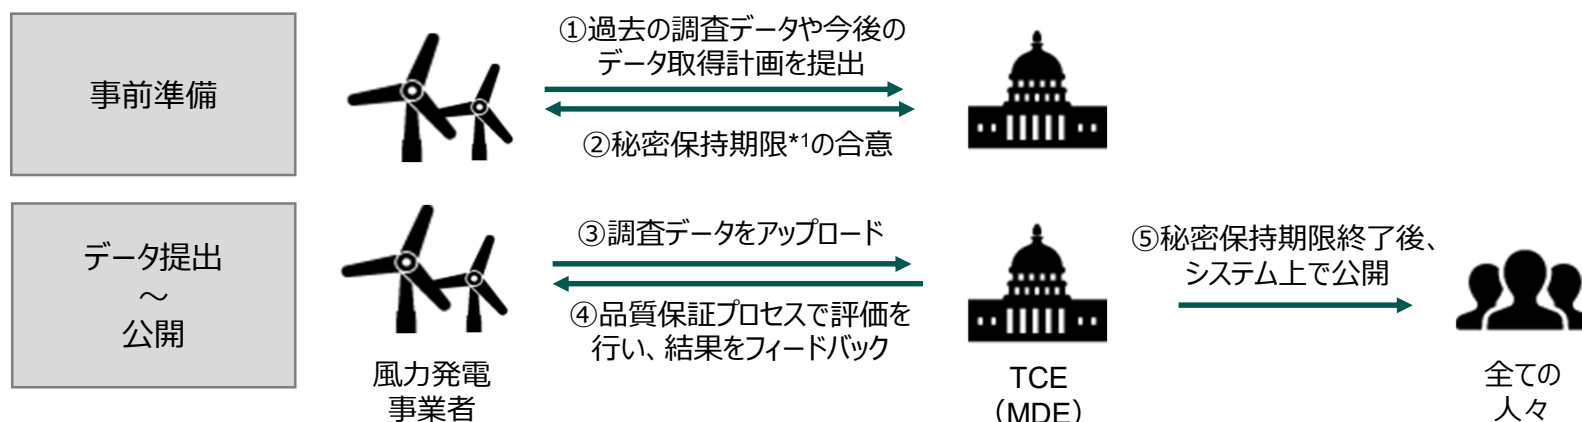 事前準備
①過去の調査データや今後の
データ取得計画を提出
②秘密保持期限*1の合意
データ提出
～
公開
③調査データをアップロード
④品質保証プロセスで評価を
行い、結果をフィードバック
⑤秘密保持期限終了後、
システム上で公開
風力発電
事業者
TCE
（MDE）
全ての
人々